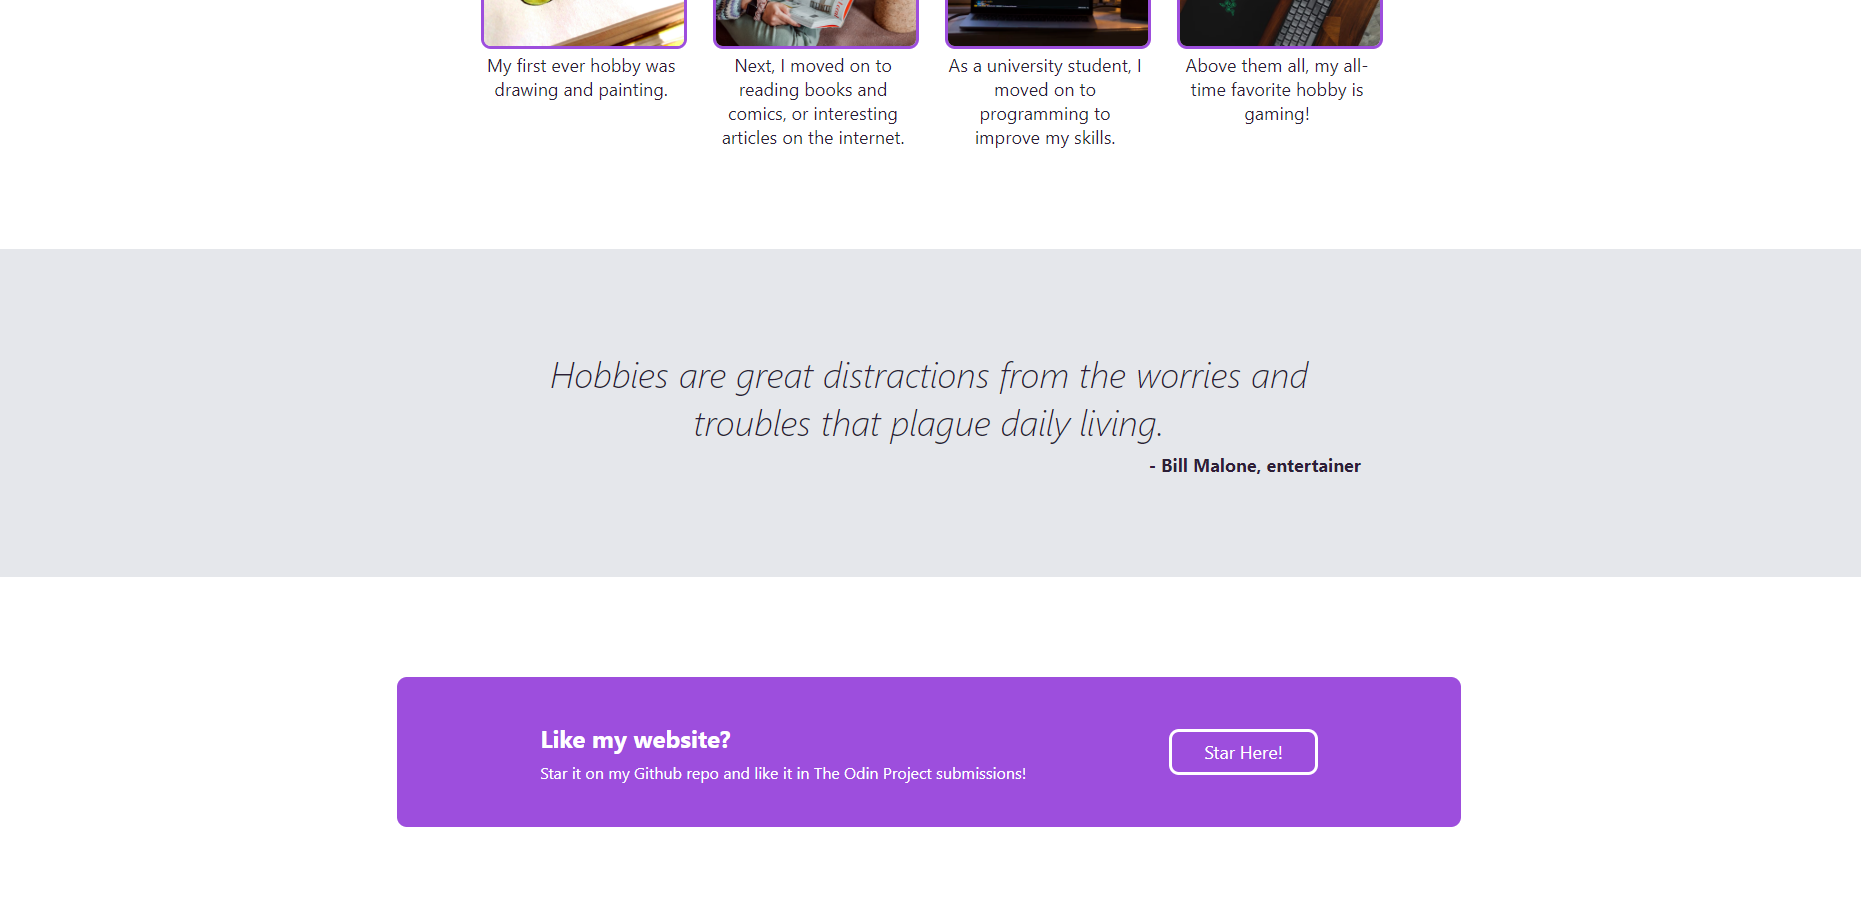 My first ever hobby was
drawing and painting.
Next, I moved on to
reading books and
comics, or interesting
articles on the internet.
As a university student, I
moved on to
programming to
improve my skills.
Above them all, my all-
time favorite hobby is
gaming!
Hobbies are great distractions from the worries and
troubles that plague daily living.
- Bill Malone, entertainer
Like my website?
Star it on my Github repo and like it in The Odin Project submissions!
Star Here!